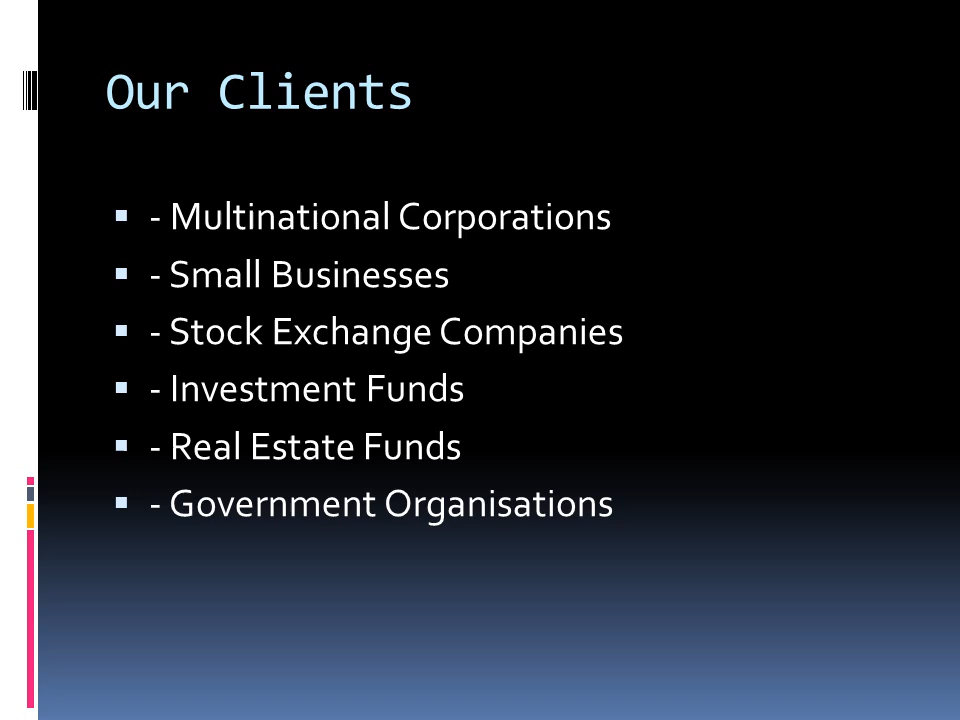 Our Clients
▪ - Multinational Corporations
▪ - Small Businesses
▪ - Stock Exchange Companies
▪ - Investment Funds
▪ - Real Estate Funds
▪ - Government Organisations